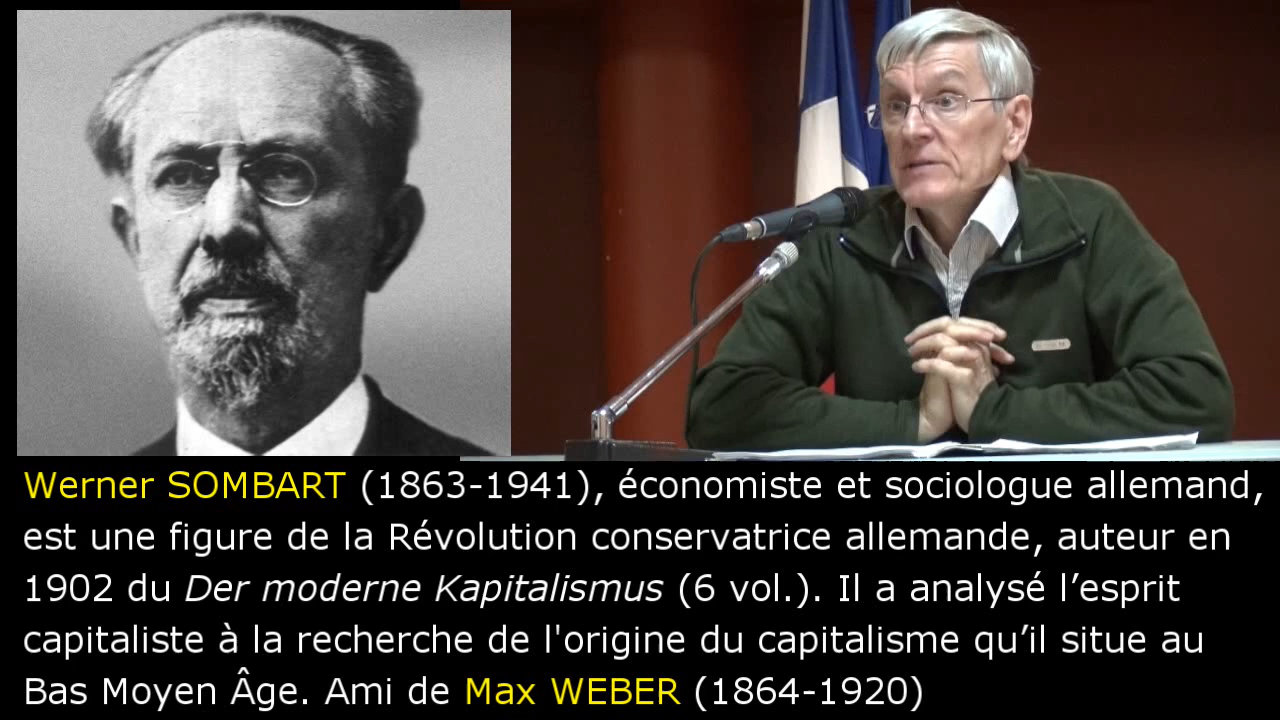 Werner SOMBART (1863-1941), économiste et sociologue allemand,
est une figure de la Révolution conservatrice allemande, auteur en
1902 du Der moderne Kapitalismus (6 vol.). Il a analysé l’esprit
capitaliste à la recherche de l'origine du capitalisme qu’il situe au
Bas Moyen Âge. Ami de Max WEBER (1864-1920)